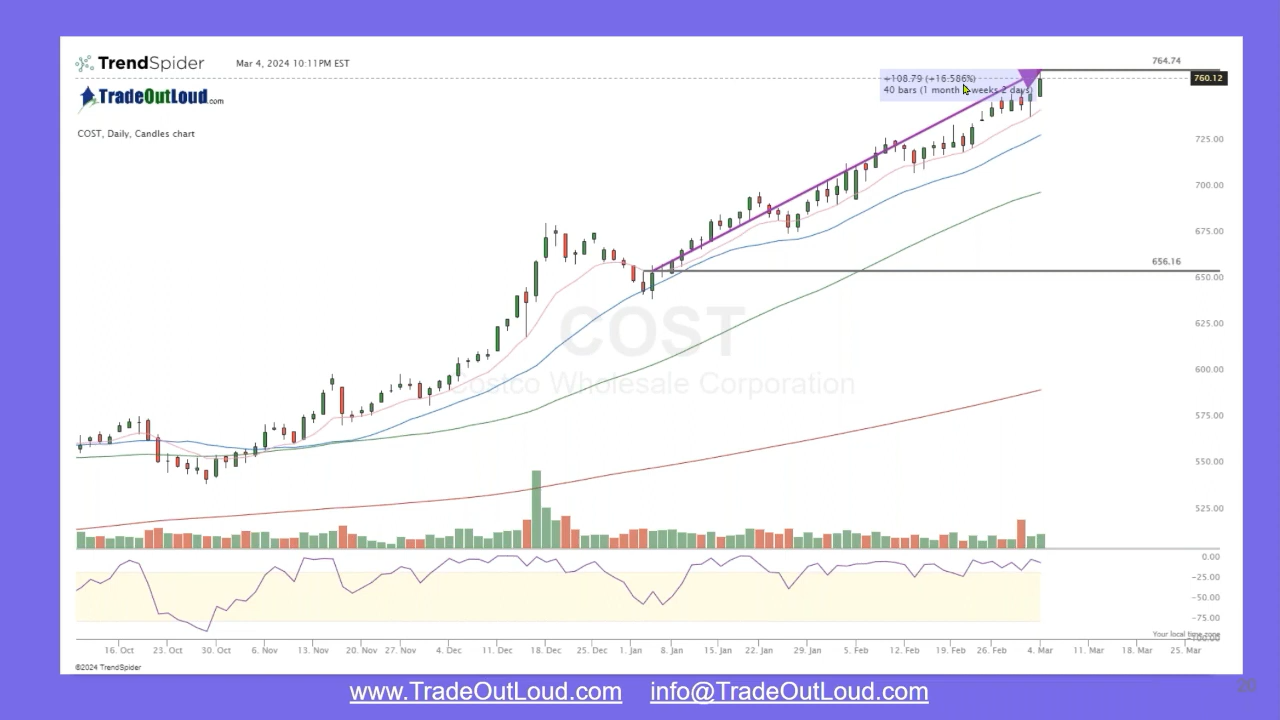 TrendSpider Mar 4, 2024 10:11PM EST
TradeOutLoud.com
COST, Daily, Candles chart
+108.79 (+16.586%)
40 bars (1 month weeks 2 days)
764.74
760.12
725.00
700.00
675.00
656.16
650.00
625.00
600.00
575.00
550.00
525.00
COST
Costco Wholesale Corporation
0.00
-25.00
-50.00
-75.00
-100.00
Your local time zone
16. Oct 23. Oct 30. Oct 6. Nov 13. Nov 20. Nov 27. Nov 4. Dec 11. Dec 18. Dec 25. Dec 1. Jan 8. Jan 15. Jan 22. Jan 29. Jan 5. Feb 12. Feb 19. Feb 26. Feb 4. Mar 11. Mar 18. Mar 25. Mar
©2024 TrendSpider
www.TradeOutLoud.com info@TradeOutLoud.com
20